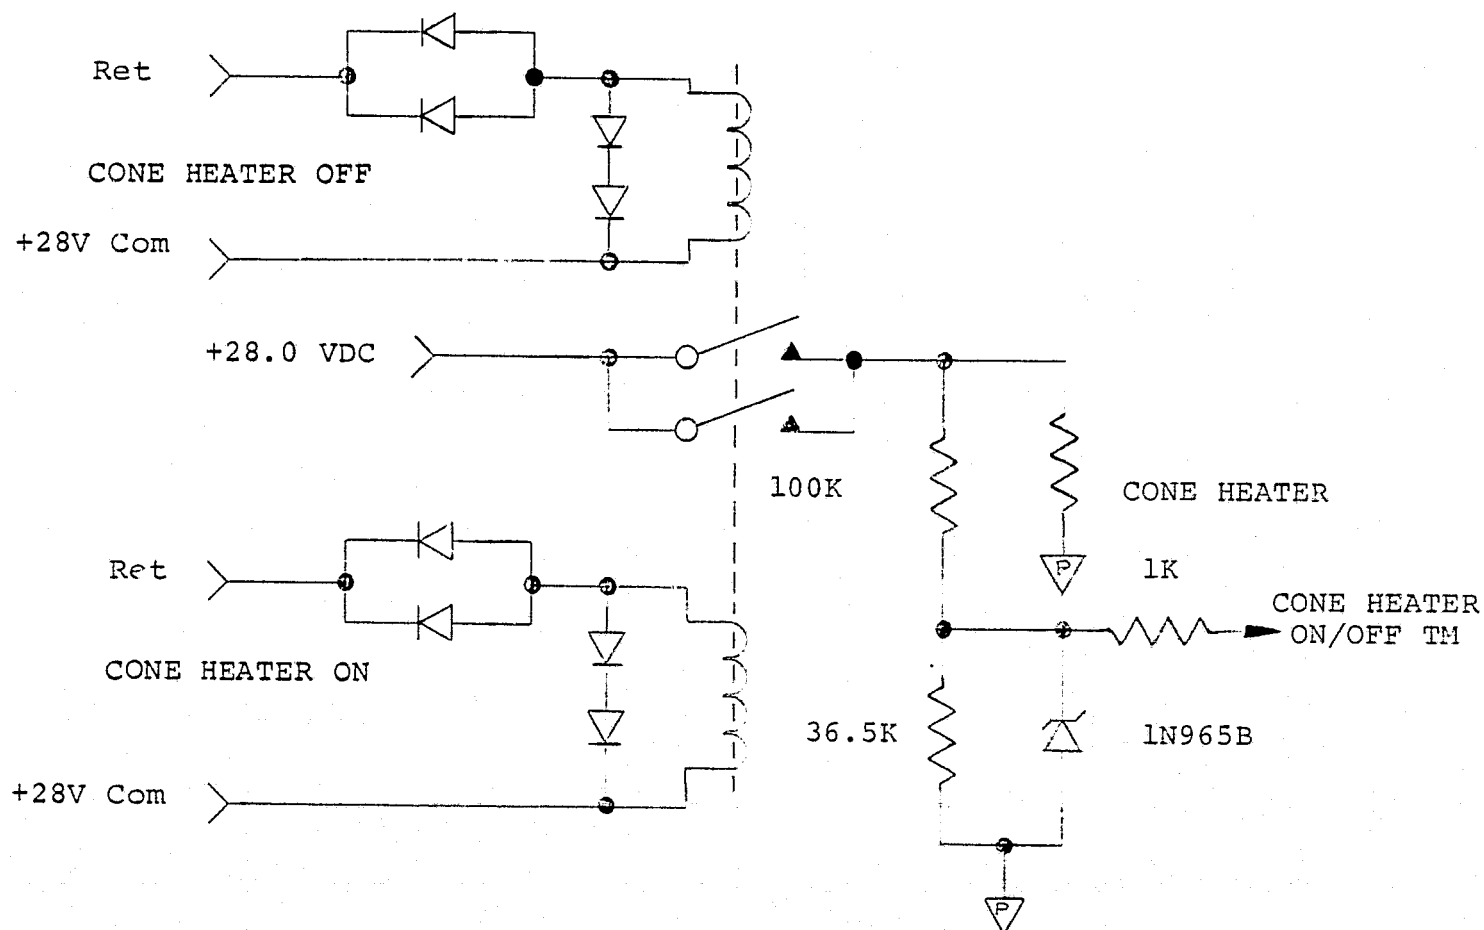 Ret
CONE HEATER OFF
+28V Com
+28.0 VDC
100K
CONE HEATER
P
1K
Ret
CONE HEATER
ON/OFF TM
CONE HEATER ON
36.5K
1N965B
+28V Com
P